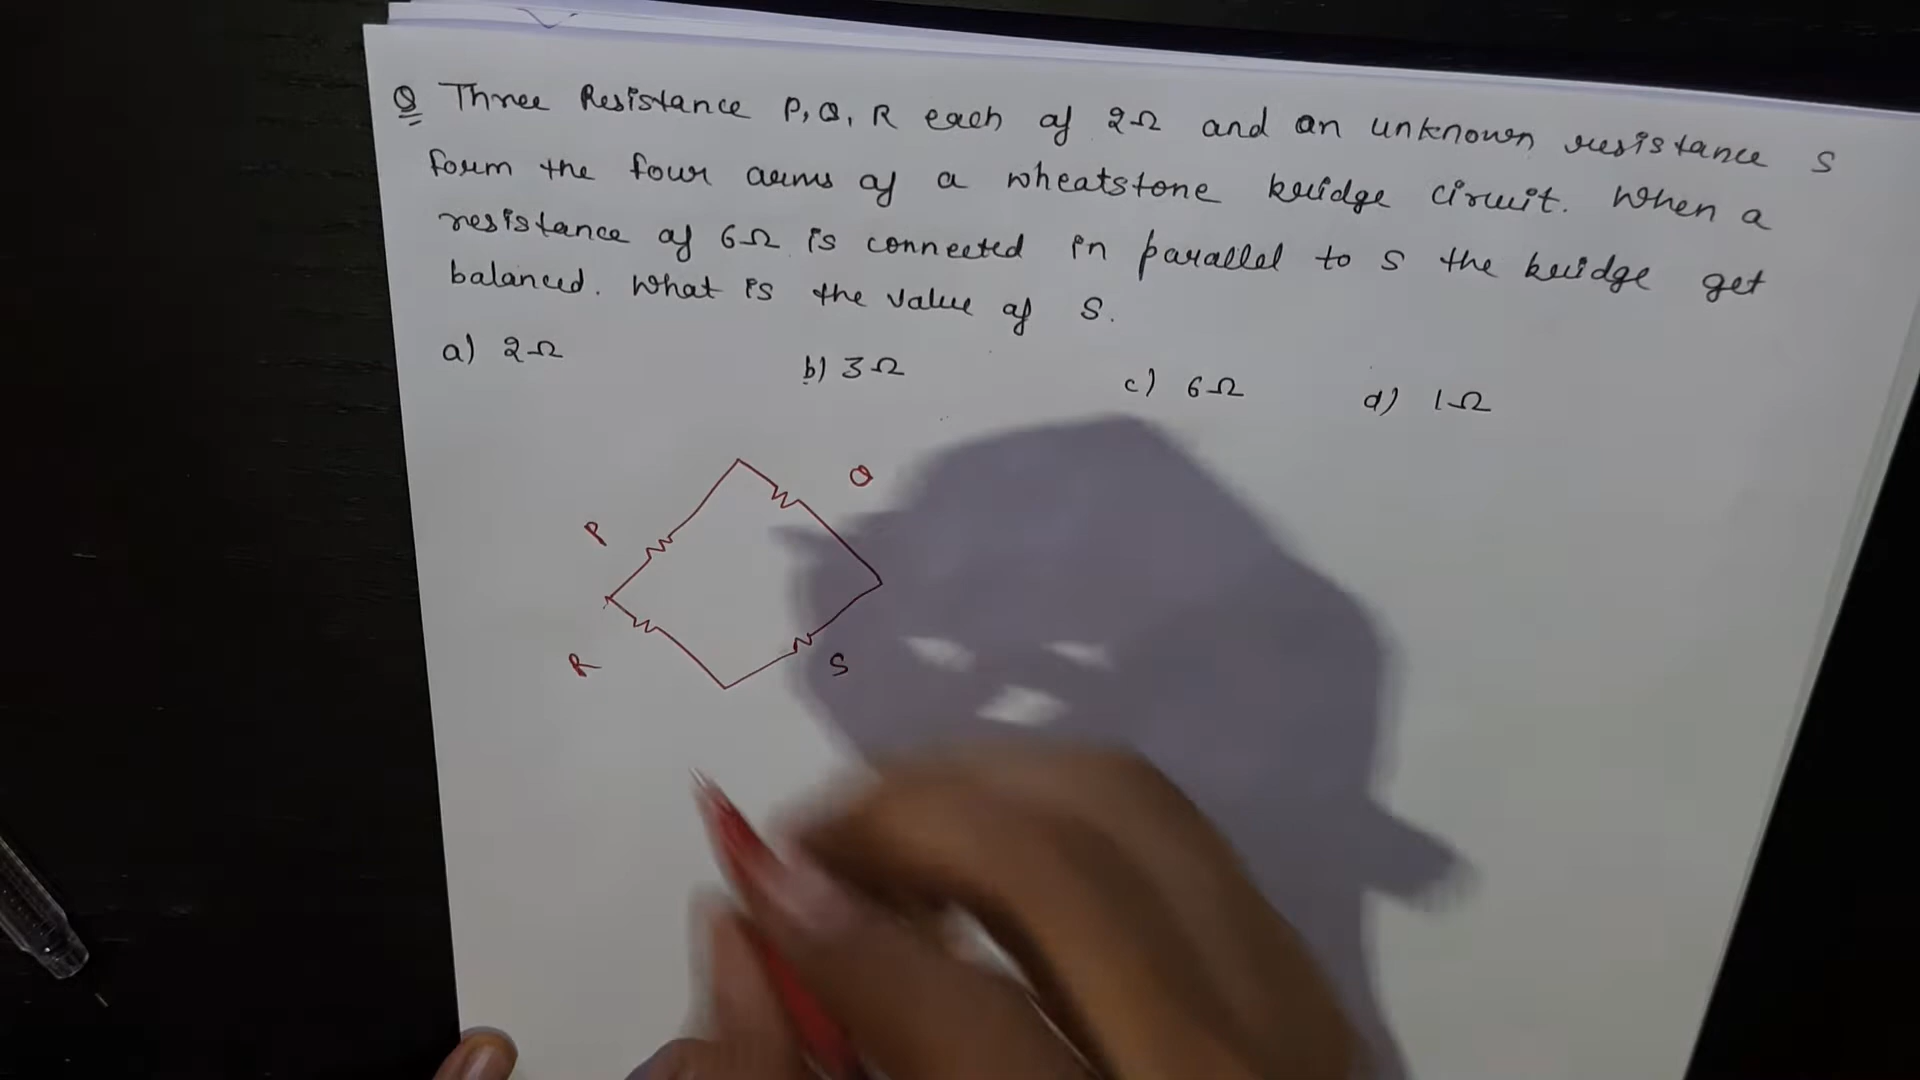 Q Three Resistance P, Q, R each of 2Ω and an unknown resistance S
form the four arms of a wheatstone bridge circuit. When a
resistance of 6Ω is connected in parallel to S the bridge get
balanced. What is the value of S.
a) 2Ω b) 3Ω c) 6Ω d) 1Ω
Q
P
R S